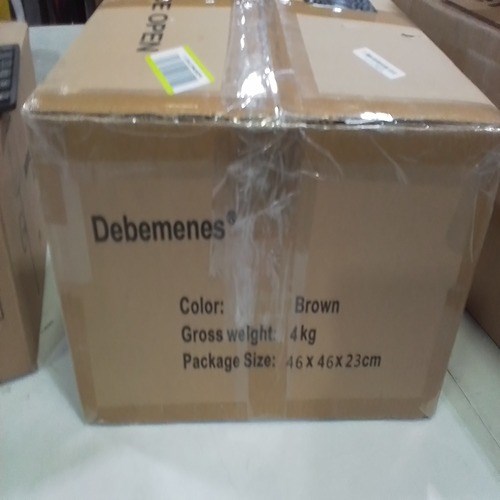 E OPEN
Debemenes®
Color: Brown
Gross weight: 4kg
Package Size: 46 x 46 x 23cm